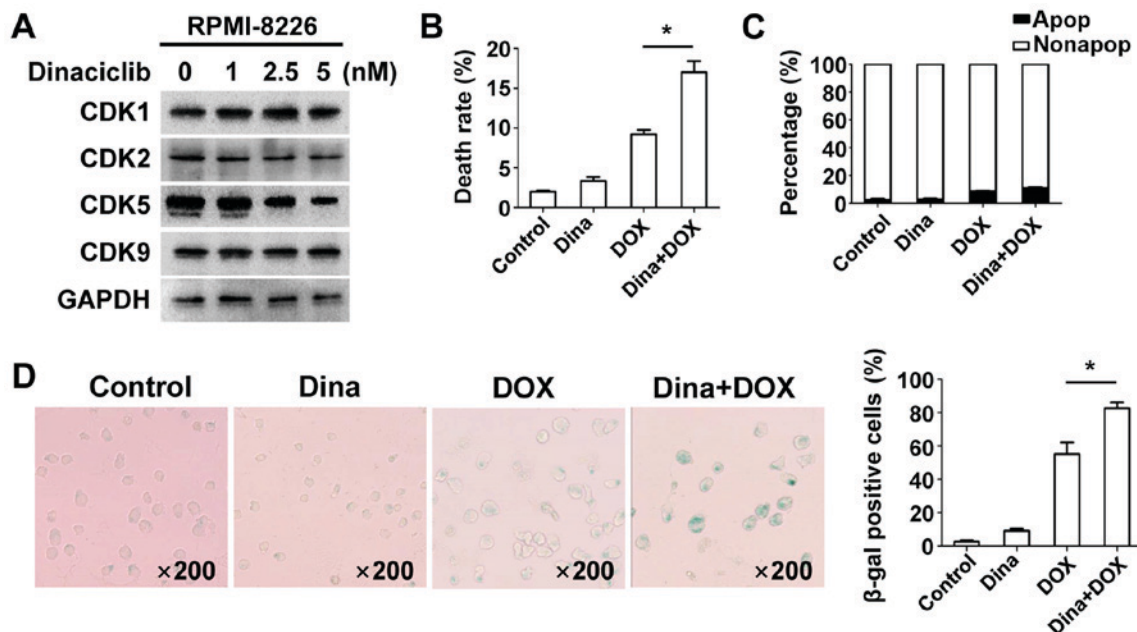 A
RPMI-8226
Dinaciclib 0 1 2.5 5 (nM)
CDK1
CDK2
CDK5
CDK9
GAPDH
B
Death rate (%)
20
15
10
5
0
*
Control
Dina
DOX
Dina+DOX
C
Apop
Nonapop
Percentage (%)
100
80
60
40
20
0
Control
Dina
DOX
Dina+DOX
D
Control Dina DOX Dina+DOX
×200 ×200 ×200 ×200
β-gal positive cells (%)
100
80
60
40
20
0
*
Control
Dina
DOX
Dina+DOX